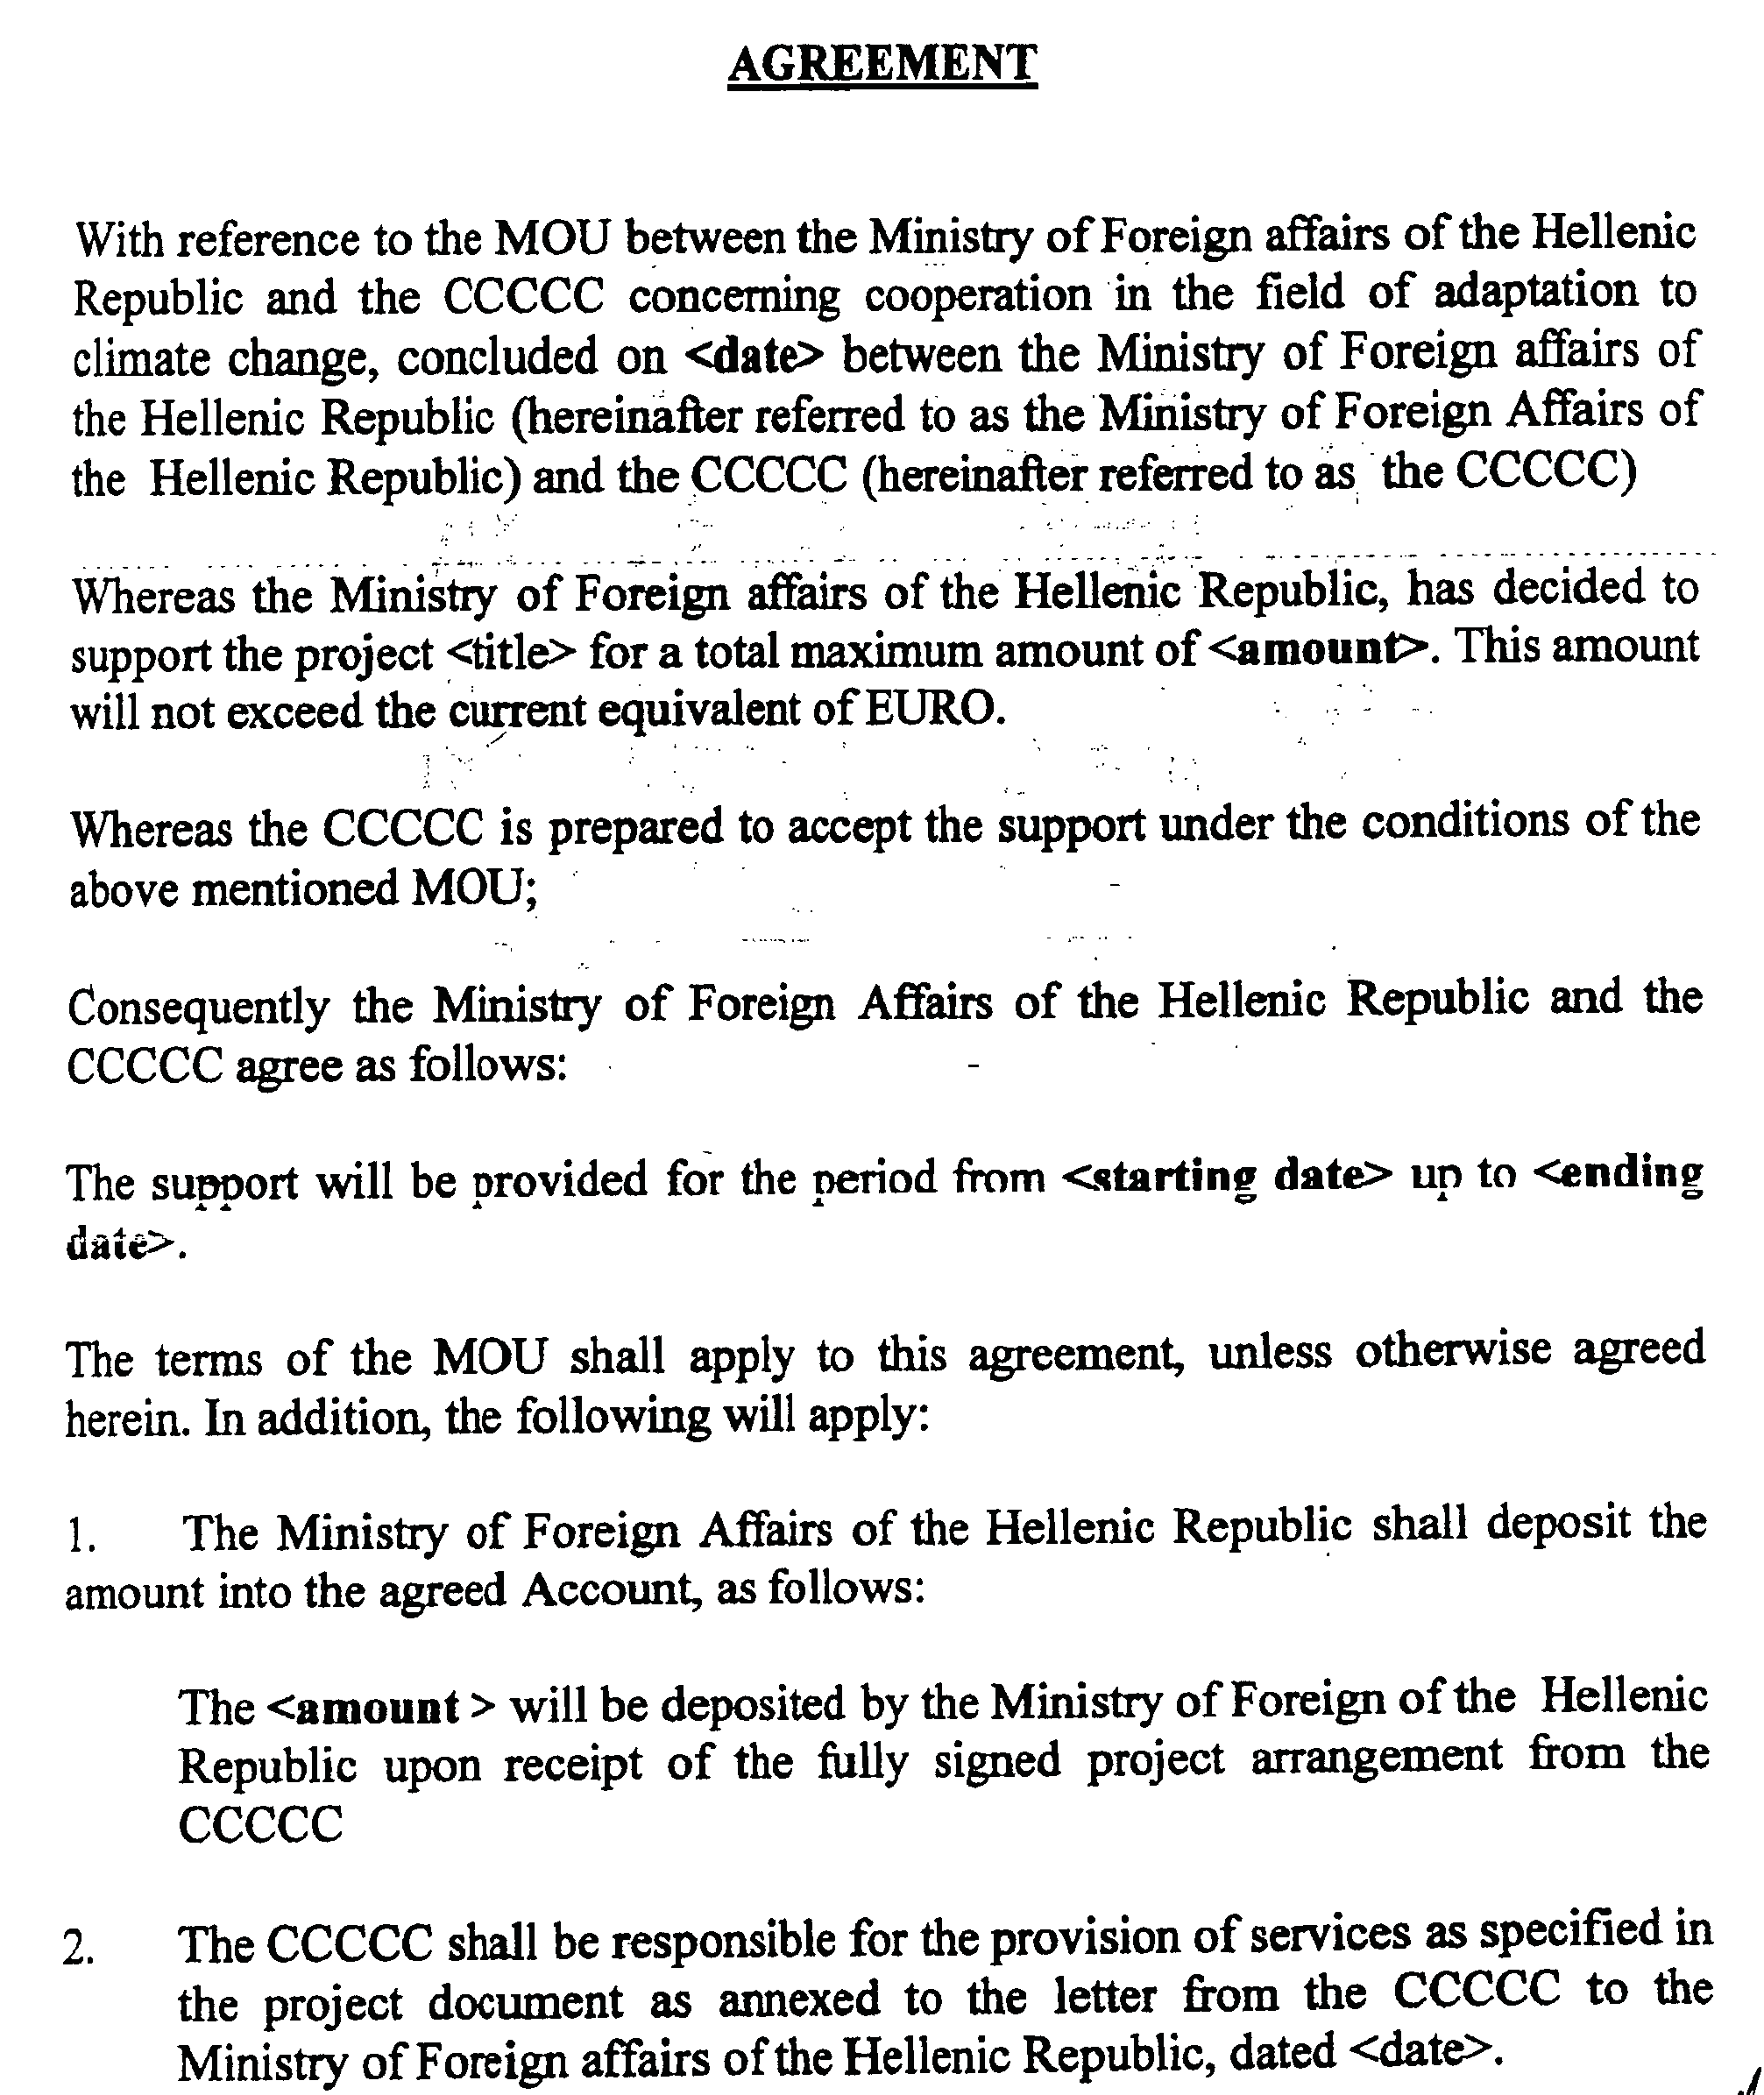 AGREEMENT
With reference to the MOU between the Ministry of Foreign affairs of the Hellenic
Republic and the CCCCC concerning cooperation in the field of adaptation to
climate change, concluded on <date> between the Ministry of Foreign affairs of
the Hellenic Republic (hereinafter referred to as the Ministry of Foreign Affairs of
the Hellenic Republic) and the CCCCC (hereinafter referred to as the CCCCC)
Whereas the Ministry of Foreign affairs of the Hellenic Republic, has decided to
support the project <title> for a total maximum amount of <amount>. This amount
will not exceed the current equivalent of EURO.
Whereas the CCCCC is prepared to accept the support under the conditions of the
above mentioned MOU;
Consequently the Ministry of Foreign Affairs of the Hellenic Republic and the
CCCCC agree as follows:
The support will be provided for the period from <starting date> up to <ending
date>.
The terms of the MOU shall apply to this agreement, unless otherwise agreed
herein. In addition, the following will apply:
1. The Ministry of Foreign Affairs of the Hellenic Republic shall deposit the
amount into the agreed Account, as follows:
The <amount > will be deposited by the Ministry of Foreign of the Hellenic
Republic upon receipt of the fully signed project arrangement from the
CCCCC
2. The CCCCC shall be responsible for the provision of services as specified in
the project document as annexed to the letter from the CCCCC to the
Ministry of Foreign affairs of the Hellenic Republic, dated <date>.